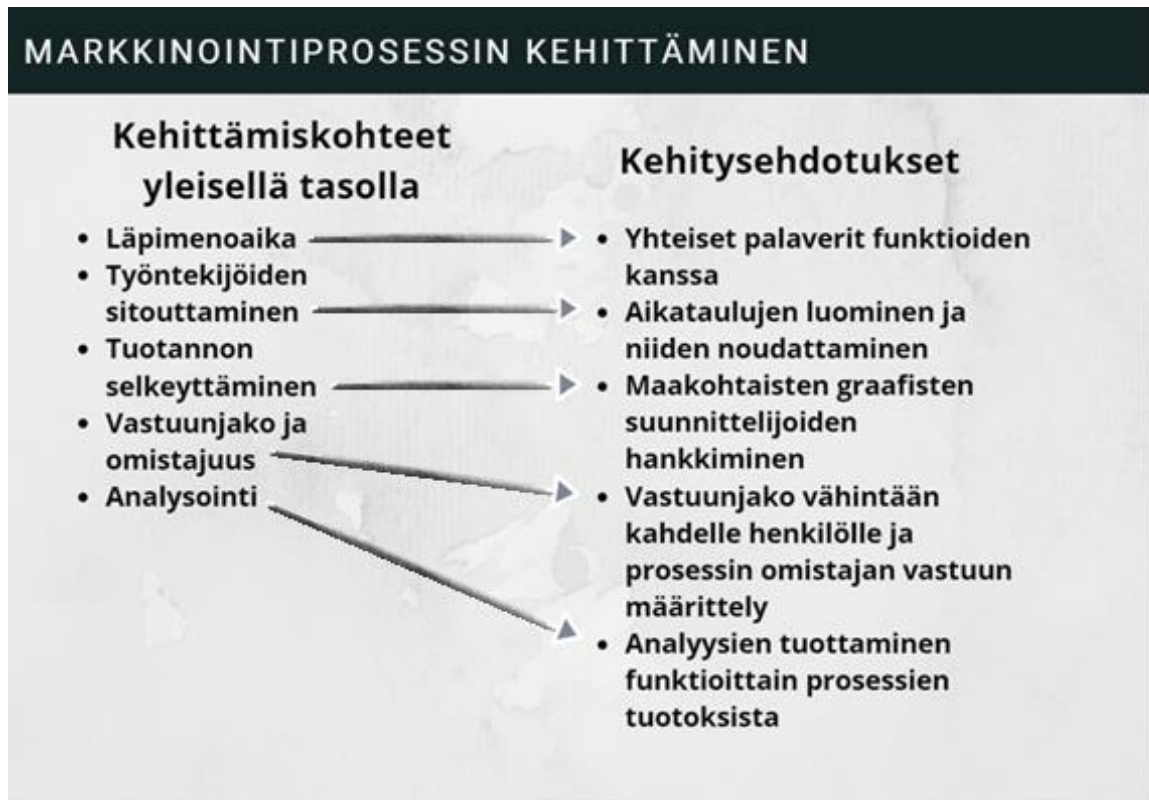 MARKKINOINTIPROSESSIN KEHITTÄMINEN
Kehittämiskohteet
yleisellä tasolla
• Läpimenoaika
• Työntekijöiden
sitouttaminen
• Tuotannon
selkeyttäminen
• Vastuunjako ja
omistajuus
• Analysointi
Kehitysehdotukset
• Yhteiset palaverit funktioiden
kanssa
• Aikataulujen luominen ja
niiden noudattaminen
• Maakohtaisten graafisten
suunnittelijoiden
hankkiminen
• Vastuunjako vähintään
kahdelle henkilölle ja
prosessin omistajan vastuun
määrittely
• Analyysien tuottaminen
funktioittain prosessien
tuotoksista